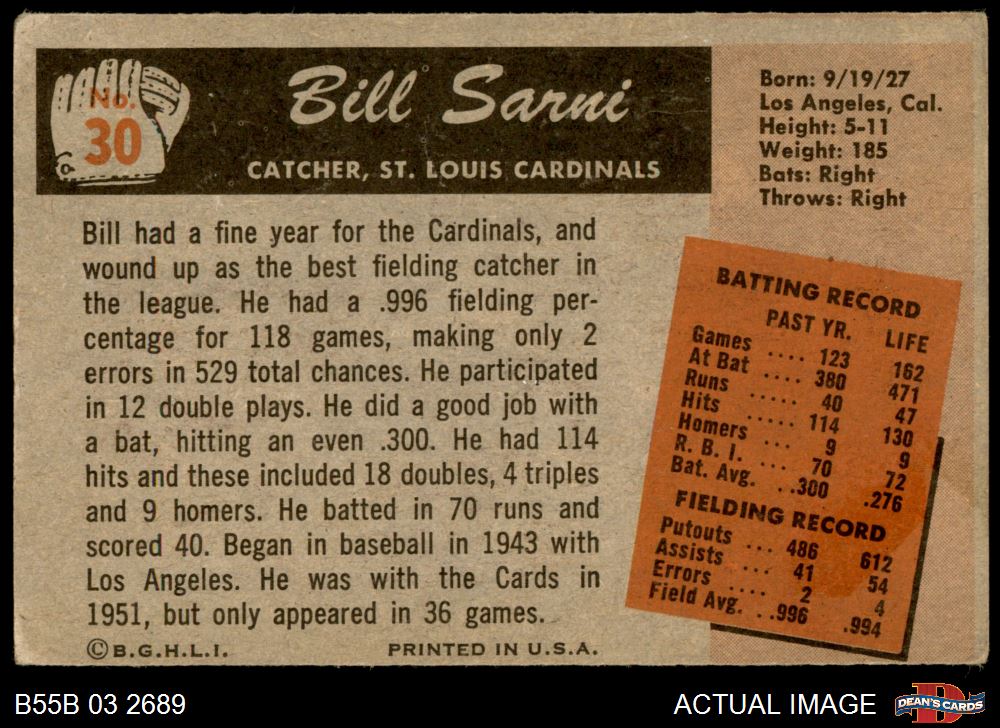 No.
30
Bill Sarni
CATCHER, ST. LOUIS CARDINALS
Born: 9/19/27
Los Angeles, Cal.
Height: 5-11
Weight: 185
Bats: Right
Throws: Right
Bill had a fine year for the Cardinals, and
wound up as the best fielding catcher in
the league. He had a .996 fielding per-
centage for 118 games, making only 2
errors in 529 total chances. He participated
in 12 double plays. He did a good job with
a bat, hitting an even .300. He had 114
hits and these included 18 doubles, 4 triples
and 9 homers. He batted in 70 runs and
scored 40. Began in baseball in 1943 with
Los Angeles. He was with the Cards in
1951, but only appeared in 36 games.
©B.G.H.L.I. PRINTED IN U.S.A.
BATTING RECORD
PAST YR. LIFE
Games .... 123 162
At Bat .... 380 471
Runs ..... 40 47
Hits ..... 114 130
Homers ... 9 9
R. B. I. ... 70 72
Bat. Avg. ..300 .276
FIELDING RECORD
Putouts ... 486 612
Assists .... 41 54
Errors .... 2 4
Field Avg. .996 .994
B55B 03 2689
ACTUAL IMAGE
D
DEAN'S CARDS